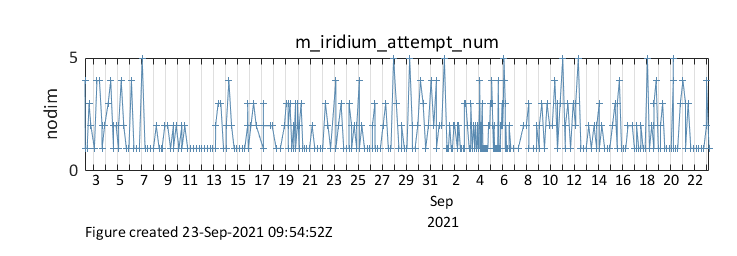 m_iridium_attempt_num
5
nodim
0
3 5 7 9 11 13 15 17 19 21 23 25 27 29 31 2 4 6 8 10 12 14 16 18 20 22
Sep
2021
Figure created 23-Sep-2021 09:54:52Z